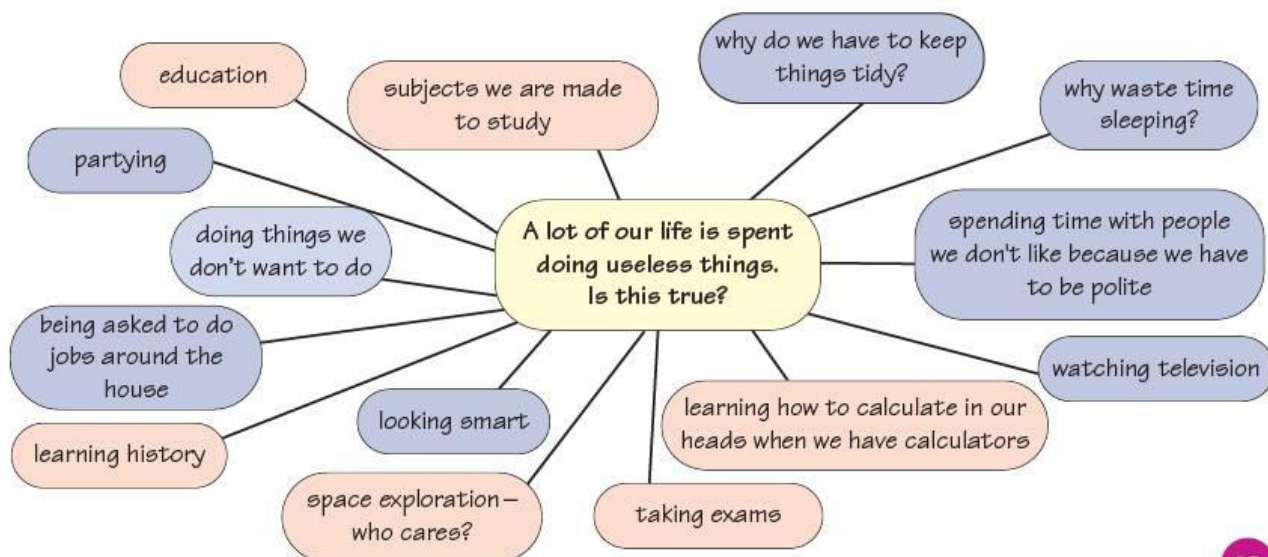 education
subjects we are made
to study
why do we have to keep
things tidy?
why waste time
sleeping?
partying
doing things we
don't want to do
A lot of our life is spent
doing useless things.
Is this true?
spending time with people
we don't like because we have
to be polite
being asked to do
jobs around the
house
looking smart
watching television
learning history
learning how to calculate in our
heads when we have calculators
space exploration –
who cares?
taking exams